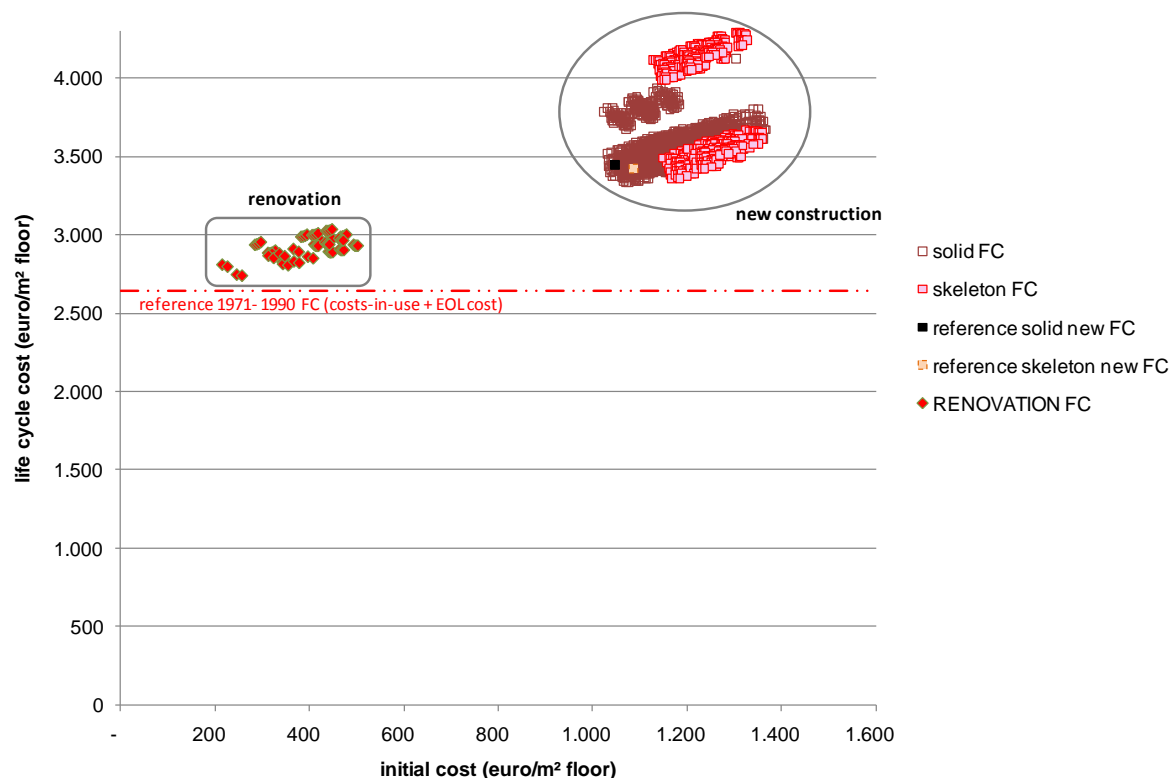 4.000
3.500
renovation
new construction
3.000
reference 1971- 1990 FC (costs-in-use + EOL cost)
2.500
2.000
1.500
1.000
500
0
life cycle cost (euro/m² floor)
solid FC
skeleton FC
reference solid new FC
reference skeleton new FC
RENOVATION FC
- 200 400 600 800 1.000 1.200 1.400 1.600
initial cost (euro/m² floor)